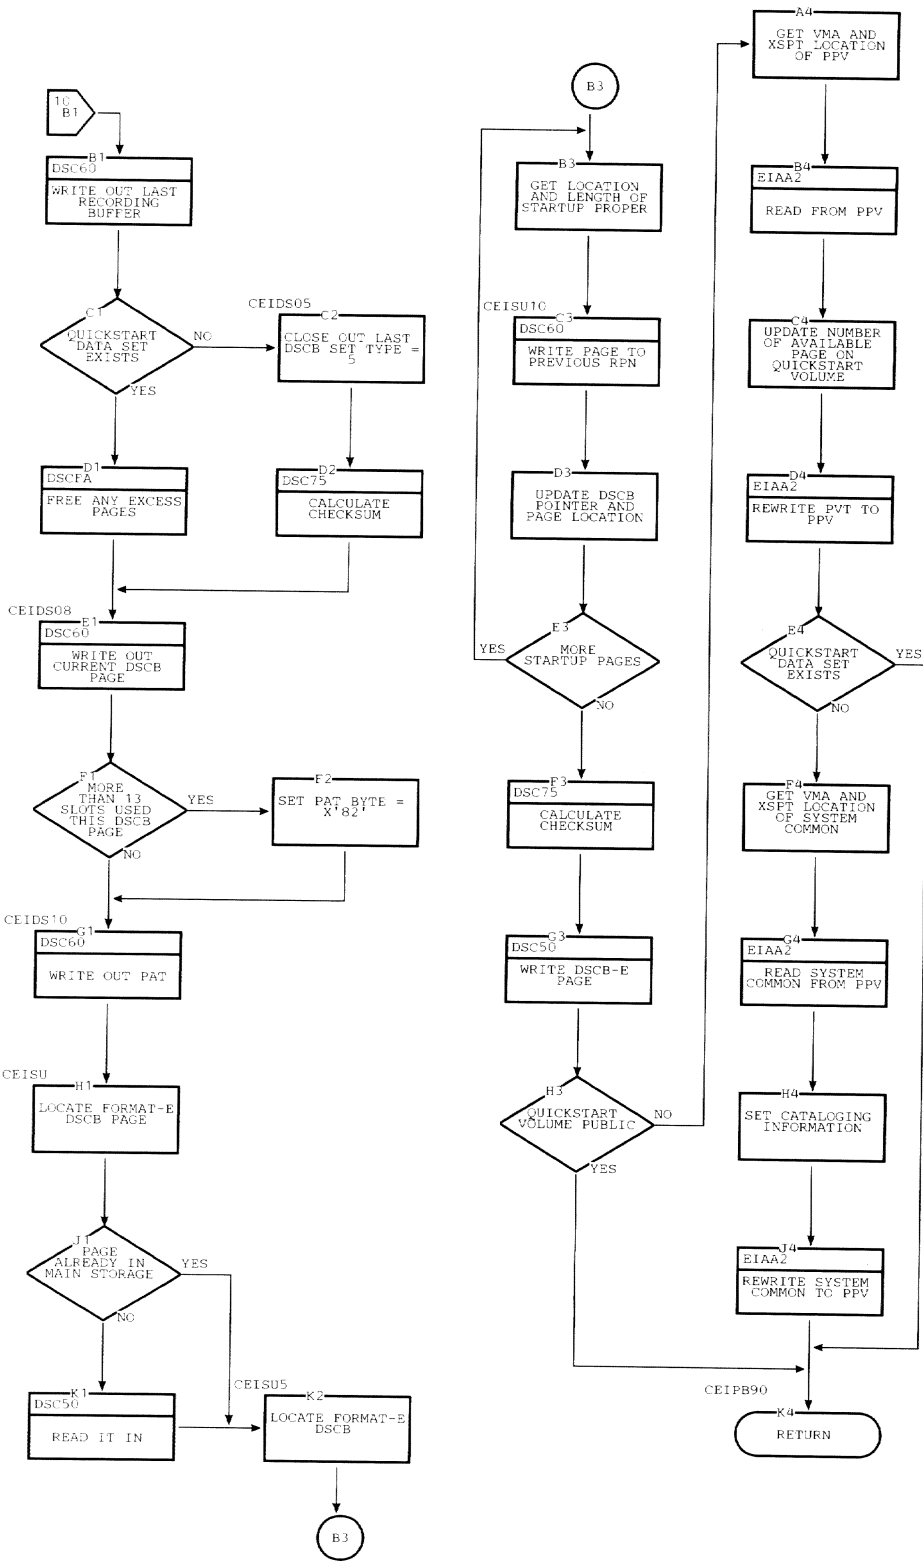 10
B1
B1
DSC60
WRITE OUT LAST
RECORDING
BUFFER
C1
QUICKSTART
DATA SET
EXISTS
NO
YES
CEIDS05
C2
CLOSE OUT LAST
DSCB SET TYPE =
5
D1
DSCFA
FREE ANY EXCESS
PAGES
D2
DSC75
CALCULATE
CHECKSUM
CEIDS08
E1
DSC60
WRITE OUT
CURRENT DSCB
PAGE
F1
MORE
THAN 13
SLOTS USED
THIS DSCB
PAGE
YES
NO
F2
SET PAT BYTE =
X'82'
CEIDS10
G1
DSC60
WRITE OUT PAT
CEISU
H1
LOCATE FORMAT-E
DSCB PAGE
J1
PAGE
ALREADY IN
MAIN STORAGE
YES
NO
K1
DSC50
READ IT IN
CEISU5
K2
LOCATE FORMAT-E
DSCB
B3
B3
B3
GET LOCATION
AND LENGTH OF
STARTUP PROPER
CEISU10
C3
DSC60
WRITE PAGE TO
PREVIOUS RPN
D3
UPDATE DSCB
POINTER AND
PAGE LOCATION
E3
MORE
STARTUP PAGES
YES
NO
F3
DSC75
CALCULATE
CHECKSUM
G3
DSC50
WRITE DSCB-E
PAGE
H3
QUICKSTART
VOLUME PUBLIC
NO
YES
A4
GET VMA AND
XSPT LOCATION
OF PPV
B4
EIAA2
READ FROM PPV
C4
UPDATE NUMBER
OF AVAILABLE
PAGE ON
QUICKSTART
VOLUME
D4
EIAA2
REWRITE PVT TO
PPV
E4
QUICKSTART
DATA SET
EXISTS
YES
NO
F4
GET VMA AND
XSPT LOCATION
OF SYSTEM
COMMON
G4
EIAA2
READ SYSTEM
COMMON FROM PPV
H4
SET CATALOGING
INFORMATION
J4
EIAA2
REWRITE SYSTEM
COMMON TO PPV
CEIPB90
K4
RETURN